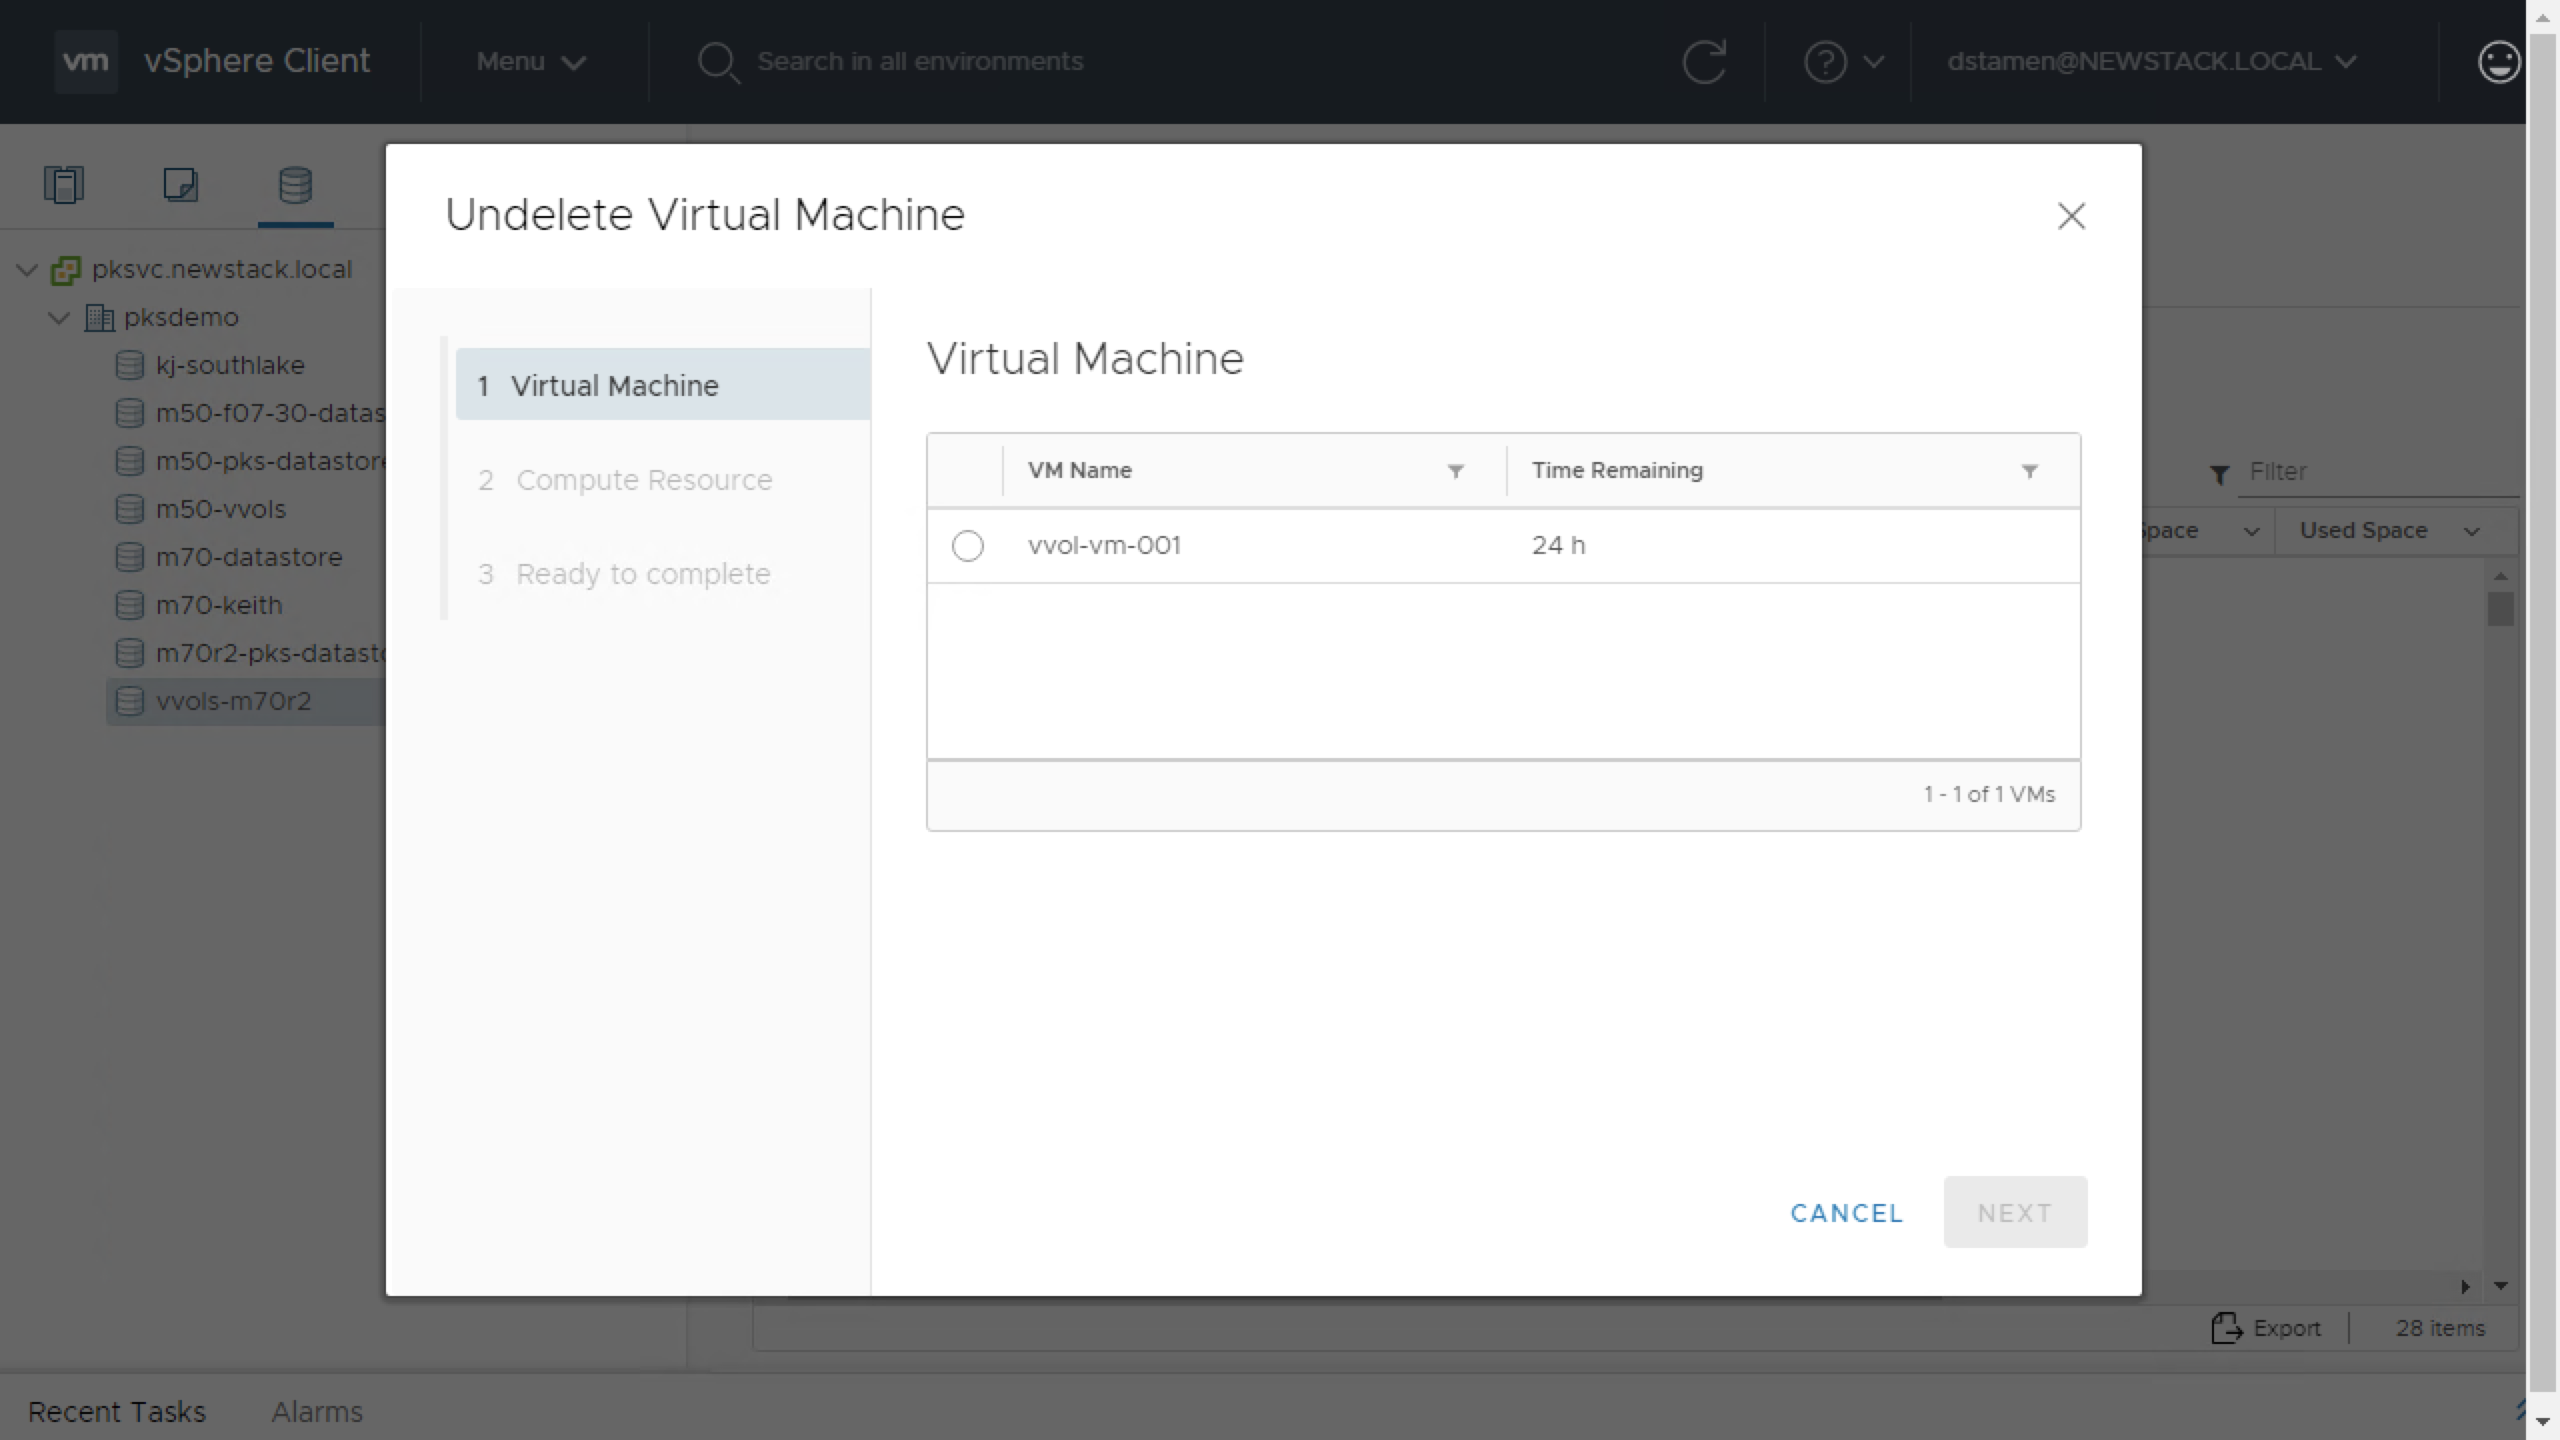 vm vSphere Client Menu Search in all environments dstamen@NEWSTACK.LOCAL
pksvc.newstack.local
pksdemo
kj-southlake
m50-f07-30-datas
m50-pks-datastore
m50-vvols
m70-datastore
m70-keith
m70r2-pks-datasto
vvols-m70r2
Undelete Virtual Machine
1 Virtual Machine
2 Compute Resource
3 Ready to complete
Virtual Machine
VM Name Time Remaining
vvol-vm-001 24 h
1 - 1 of 1 VMs
CANCEL NEXT
Filter
Space Used Space
Export 28 items
Recent Tasks Alarms